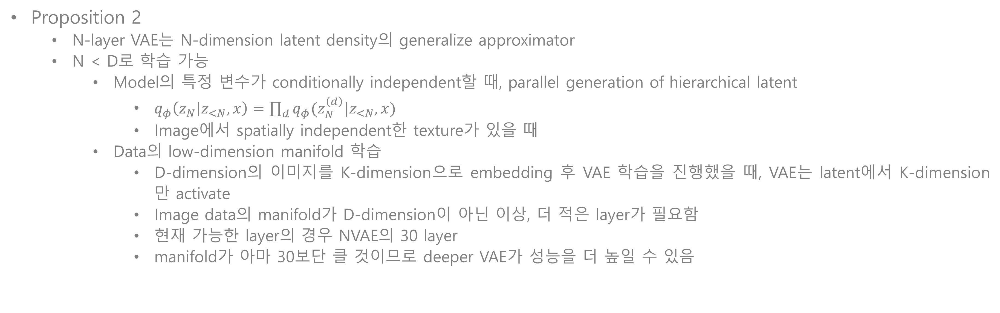 • Proposition 2
• N-layer VAE는 N-dimension latent density의 generalize approximator
• N < D로 학습 가능
• Model의 특정 변수가 conditionally independent할 때, parallel generation of hierarchical latent
• $q_\phi(z_N|z_{<N}, x) = \prod_d q_\phi(z_N^{(d)}|z_{<N}, x)$
• Image에서 spatially independent한 texture가 있을 때
• Data의 low-dimension manifold 학습
• D-dimension의 이미지를 K-dimension으로 embedding 후 VAE 학습을 진행했을 때, VAE는 latent에서 K-dimension
만 activate
• Image data의 manifold가 D-dimension이 아닌 이상, 더 적은 layer가 필요함
• 현재 가능한 layer의 경우 NVAE의 30 layer
• manifold가 아마 30보단 클 것이므로 deeper VAE가 성능을 더 높일 수 있음